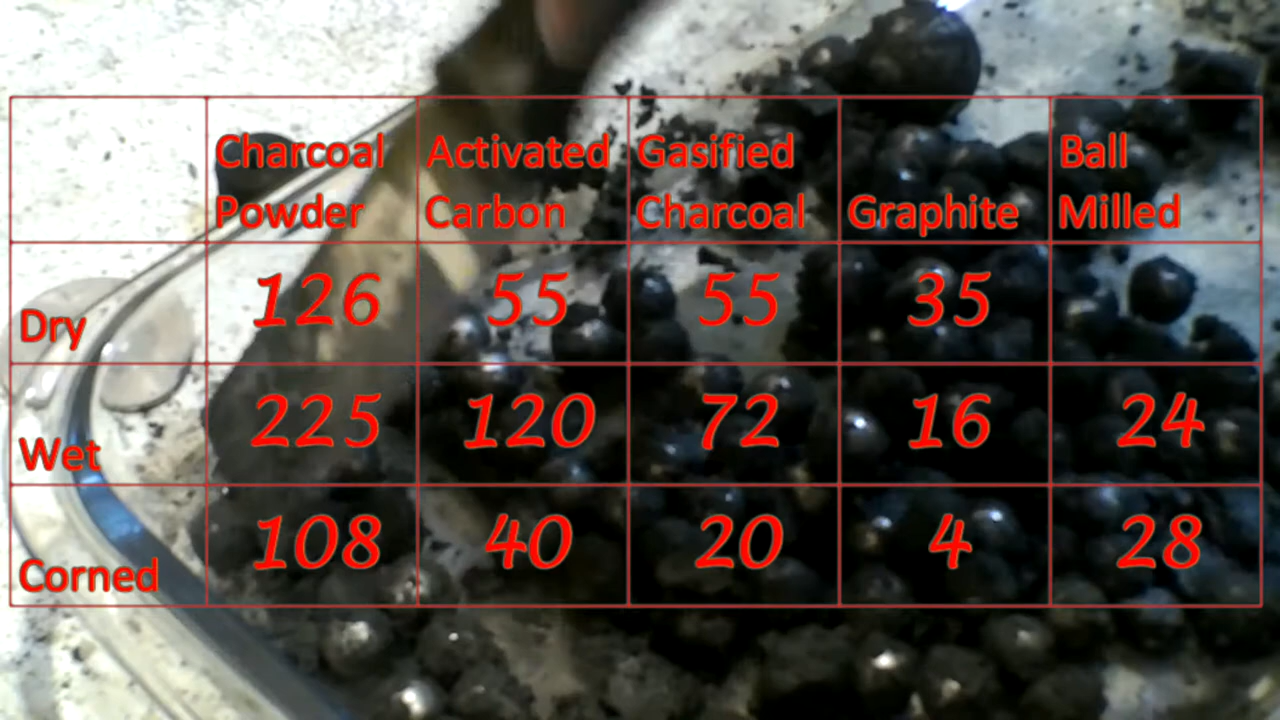 Charcoal Activated Gasified Ball
Powder Carbon Charcoal Graphite Milled
Dry 126 55 55 35
Wet 225 120 72 16 24
Corned 108 40 20 4 28